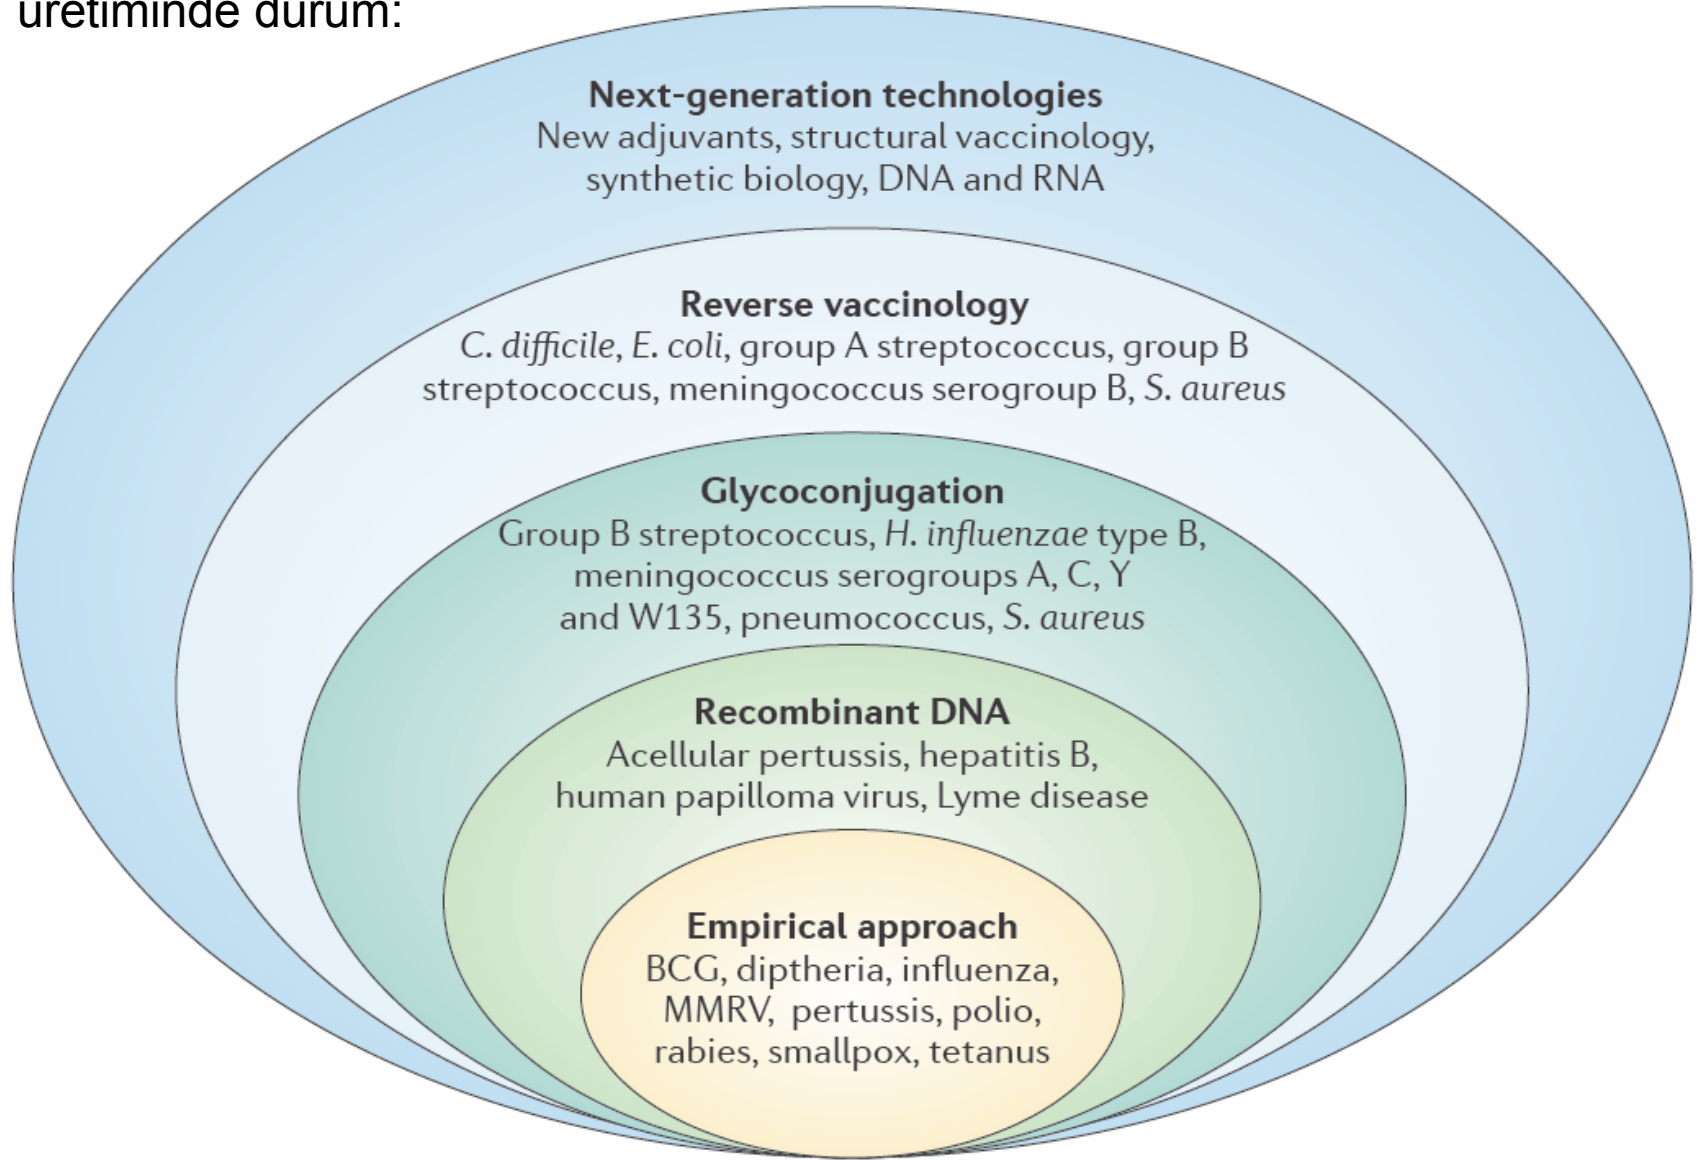 üretiminde durum:
Next-generation technologies
New adjuvants, structural vaccinology,
synthetic biology, DNA and RNA
Reverse vaccinology
C. difficile, E. coli, group A streptococcus, group B
streptococcus, meningococcus serogroup B, S. aureus
Glycoconjugation
Group B streptococcus, H. influenzae type B,
meningococcus serogroups A, C, Y
and W135, pneumococcus, S. aureus
Recombinant DNA
Acellular pertussis, hepatitis B,
human papilloma virus, Lyme disease
Empirical approach
BCG, diptheria, influenza,
MMRV, pertussis, polio,
rabies, smallpox, tetanus